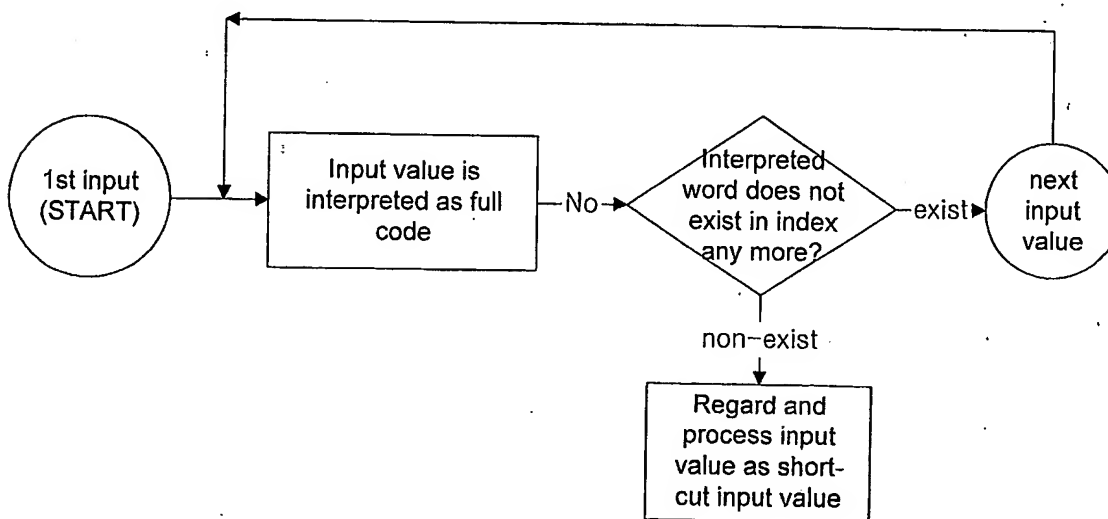 1st input
(START)
Input value is
interpreted as full
code
No
Interpreted
word does not
exist in index
any more?
exist
next
input
value
non-exist
Regard and
process input
value as short-
cut input value